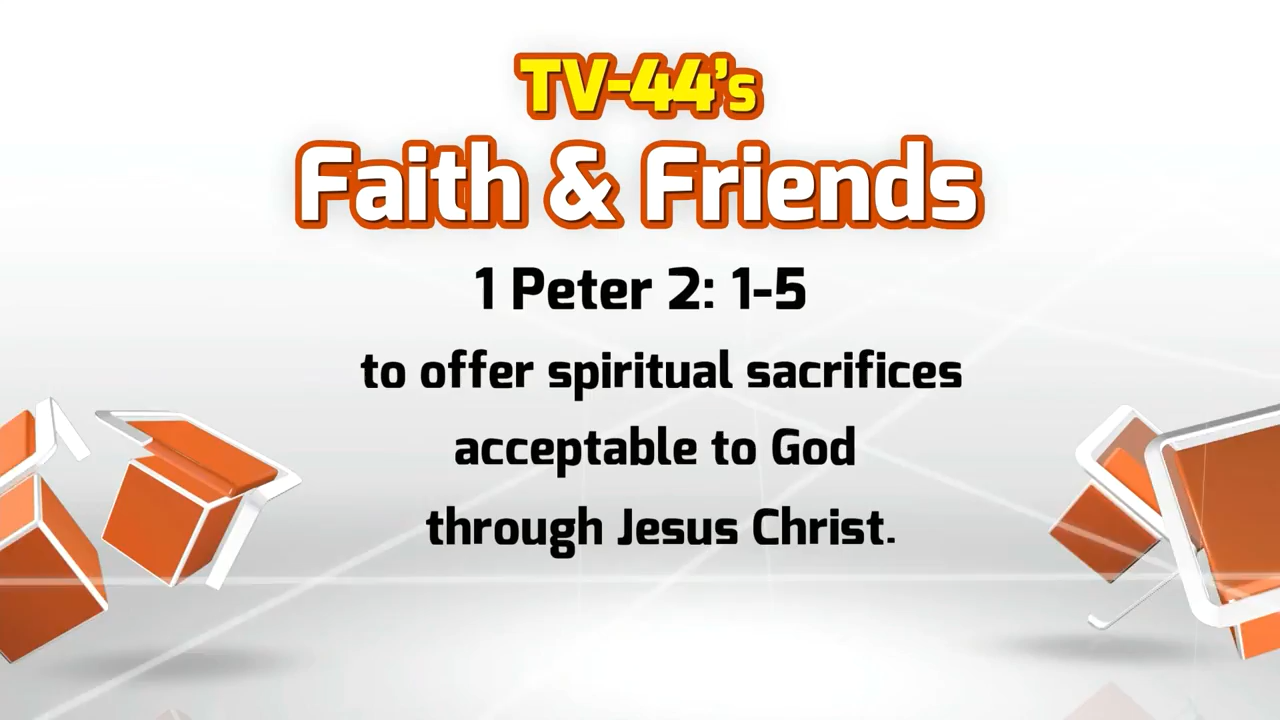 TV-44's
Faith & Friends
1 Peter 2: 1-5
to offer spiritual sacrifices
acceptable to God
through Jesus Christ.